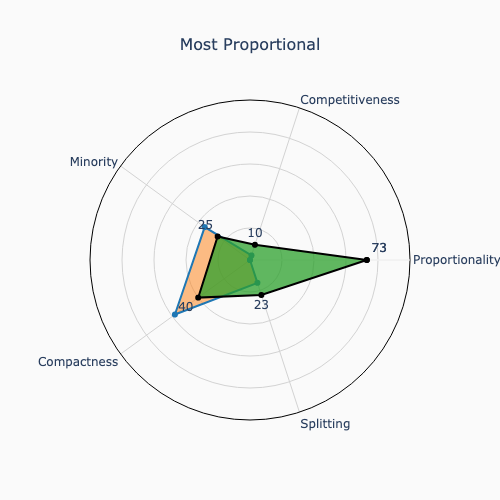 Most Proportional
Competitiveness
Minority
25
10
73
Proportionality
40
23
Compactness
Splitting